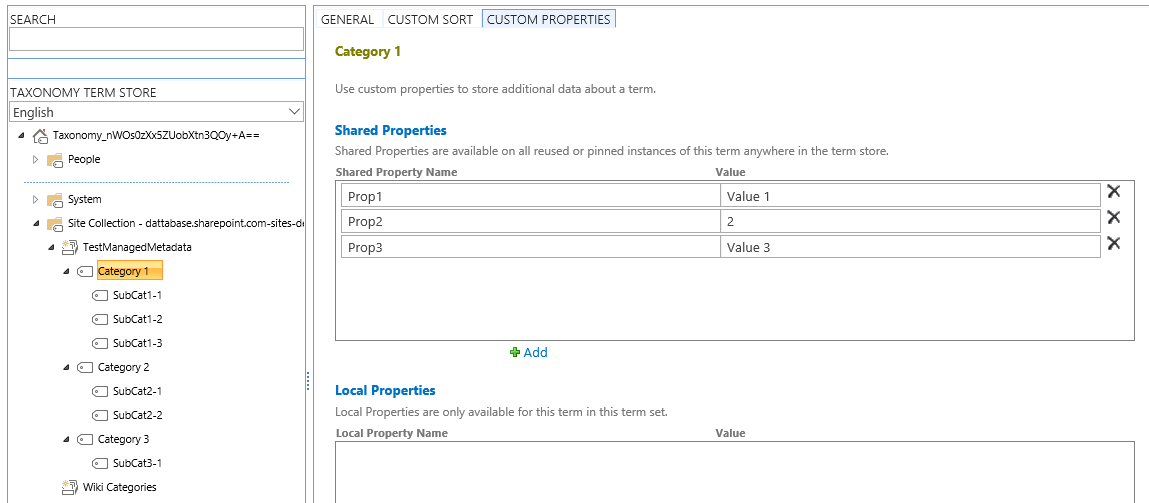 SEARCH
TAXONOMY TERM STORE
English
Taxonomy_nWOs0zXx5ZUobXtn3QOy+A==
People
System
Site Collection - dattabase.sharepoint.com-sites-de
TestManagedMetadata
Category 1
SubCat1-1
SubCat1-2
SubCat1-3
Category 2
SubCat2-1
SubCat2-2
Category 3
SubCat3-1
Wiki Categories
GENERAL CUSTOM SORT CUSTOM PROPERTIES
Category 1
Use custom properties to store additional data about a term.
Shared Properties
Shared Properties are available on all reused or pinned instances of this term anywhere in the term store.
Shared Property Name Value
Prop1 Value 1
Prop2 2
Prop3 Value 3
Add
Local Properties
Local Properties are only available for this term in this term set.
Local Property Name Value